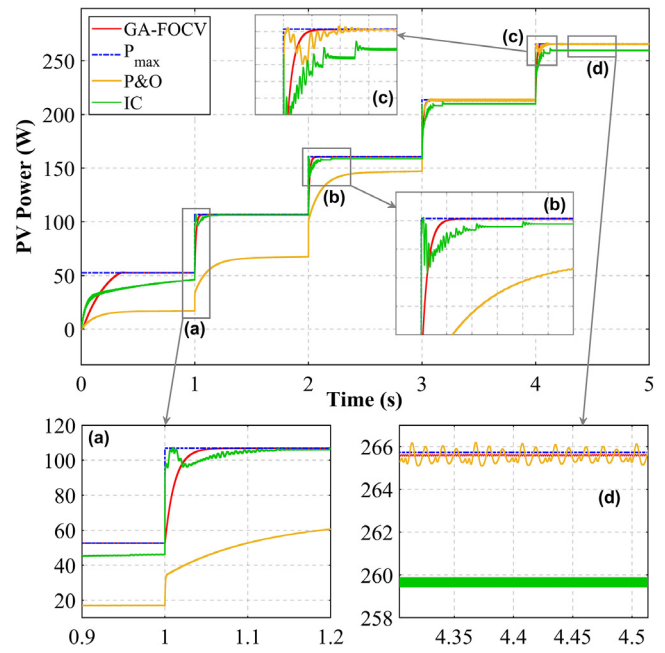 GA-FOCV
P_max
P&O
IC
PV Power (W)
250
200
150
100
50
0
0
1
2
3
4
5
Time (s)
(a)
(b)
(c)
(d)
(c)
(b)
(a)
120
100
80
60
40
20
0.9
1
1.1
1.2
(d)
266
264
262
260
258
4.35
4.4
4.45
4.5